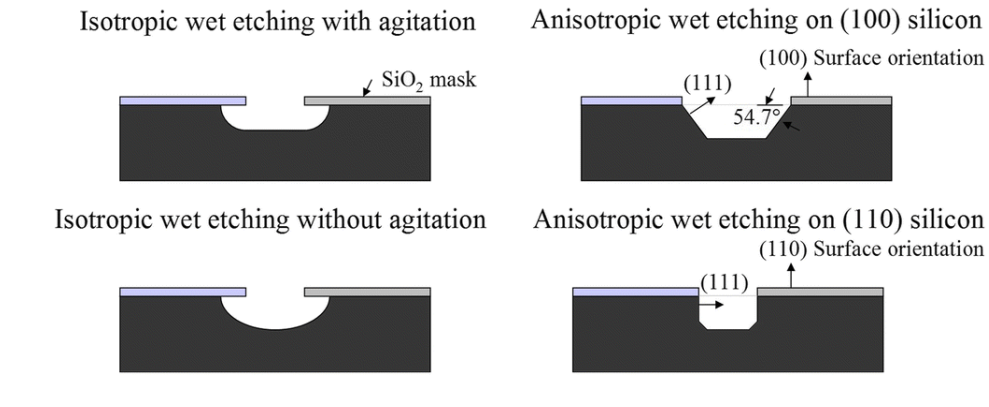 Isotropic wet etching with agitation
SiO₂ mask
Anisotropic wet etching on (100) silicon
(100) Surface orientation
(111)
54.7°
Isotropic wet etching without agitation
Anisotropic wet etching on (110) silicon
(110) Surface orientation
(111)